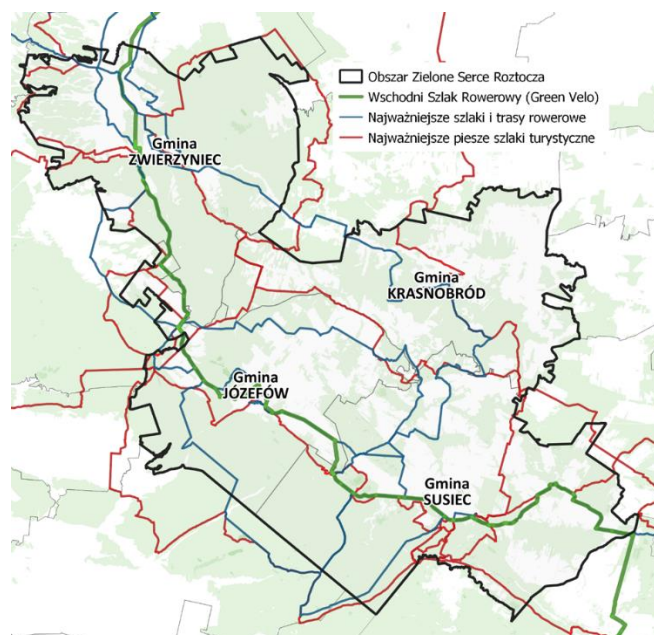 Obszar Zielone Serce Roztocza
Wschodni Szlak Rowerowy (Green Velo)
Najważniejsze szlaki i trasy rowerowe
Najważniejsze piesze szlaki turystyczne
Gmina
ZWIERZYNIEC
Gmina
KRASNOBRÓD
Gmina
JÓZEFÓW
Gmina
SUSIEC